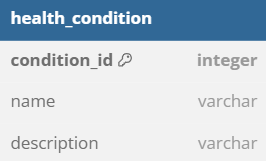 health_condition
condition_id integer
name varchar
description varchar